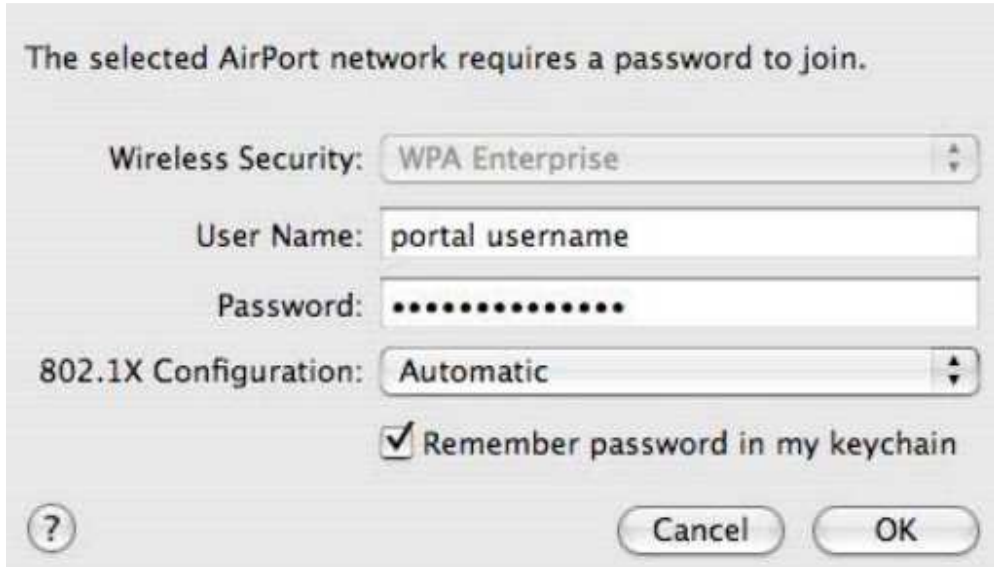 The selected AirPort network requires a password to join.
Wireless Security: WPA Enterprise
User Name: portal username
Password: ••••••••••••••
802.1X Configuration: Automatic
Remember password in my keychain
? Cancel OK